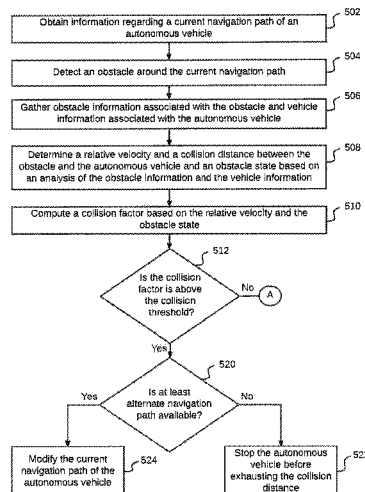 502
Obtain information regarding a current navigation path of an
autonomous vehicle
504
Detect an obstacle around the current navigation path
506
Gather obstacle information associated with the obstacle and vehicle
information associated with the autonomous vehicle
508
Determine a relative velocity and a collision distance between the
obstacle and the autonomous vehicle and an obstacle state based on
an analysis of the obstacle information and the vehicle information
510
Compute a collision factor based on the relative velocity and the
obstacle state
512
Is the collision
factor is above
the collision
threshold?
No
A
Yes
520
Is at least
alternate navigation
path available?
Yes
No
Modify the current
navigation path of the
autonomous vehicle
524
Stop the autonomous
vehicle before
exhausting the collision
distance